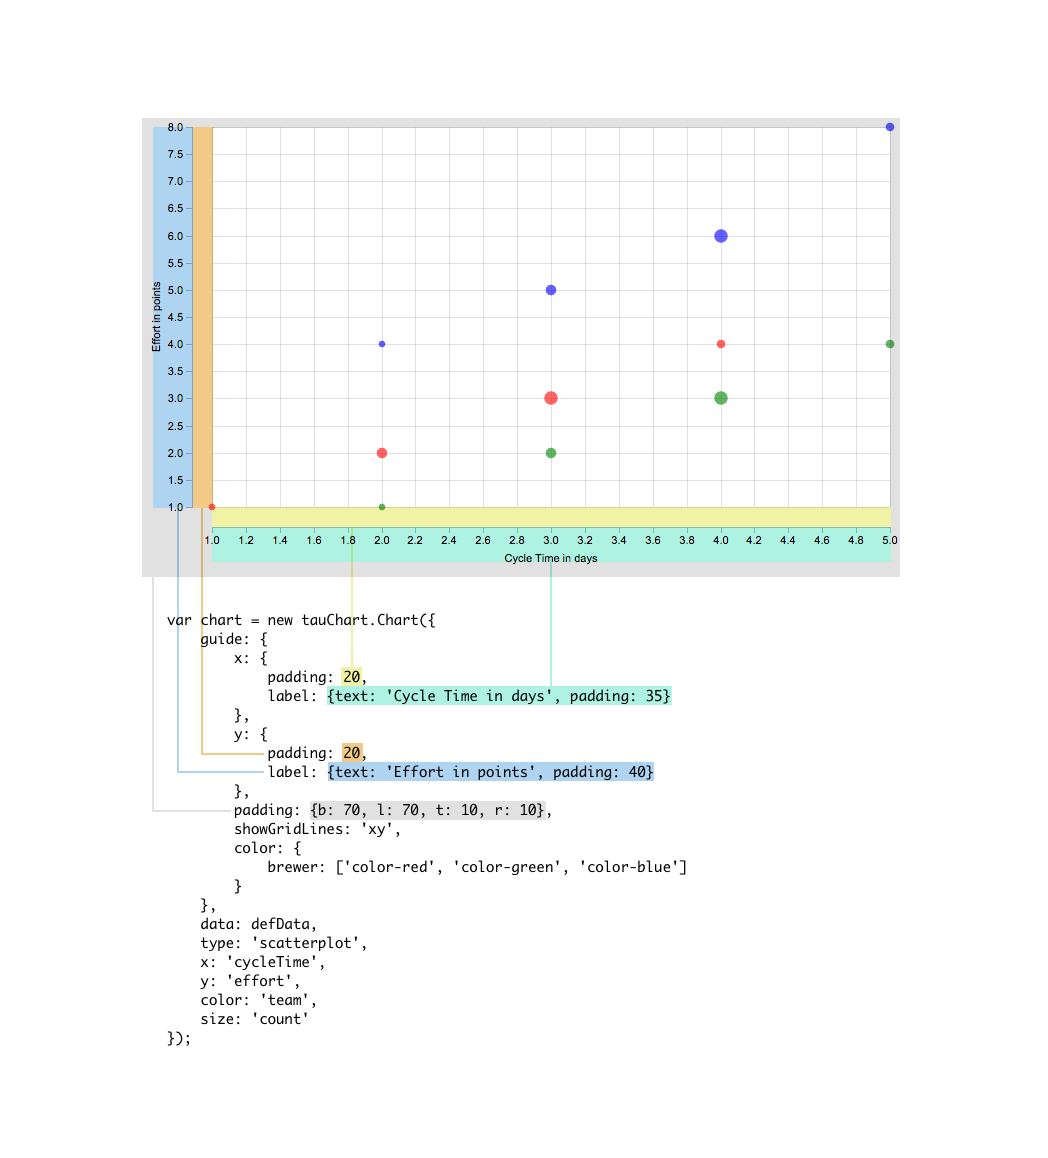 8.0
7.5
7.0
6.5
6.0
5.5
5.0
4.5
4.0
3.5
3.0
2.5
2.0
1.5
1.0
Effort in points
1.0 1.2 1.4 1.6 1.8 2.0 2.2 2.4 2.6 2.8 3.0 3.2 3.4 3.6 3.8 4.0 4.2 4.4 4.6 4.8 5.0
Cycle Time in days
var chart = new tauChart.Chart({
    guide: {
        x: {
            padding: 20,
            label: {text: 'Cycle Time in days', padding: 35}
        },
        y: {
            padding: 20,
            label: {text: 'Effort in points', padding: 40}
        },
        padding: {b: 70, l: 70, t: 10, r: 10},
        showGridLines: 'xy',
        color: {
            brewer: ['color-red', 'color-green', 'color-blue']
        }
    },
    data: defData,
    type: 'scatterplot',
    x: 'cycleTime',
    y: 'effort',
    color: 'team',
    size: 'count'
});